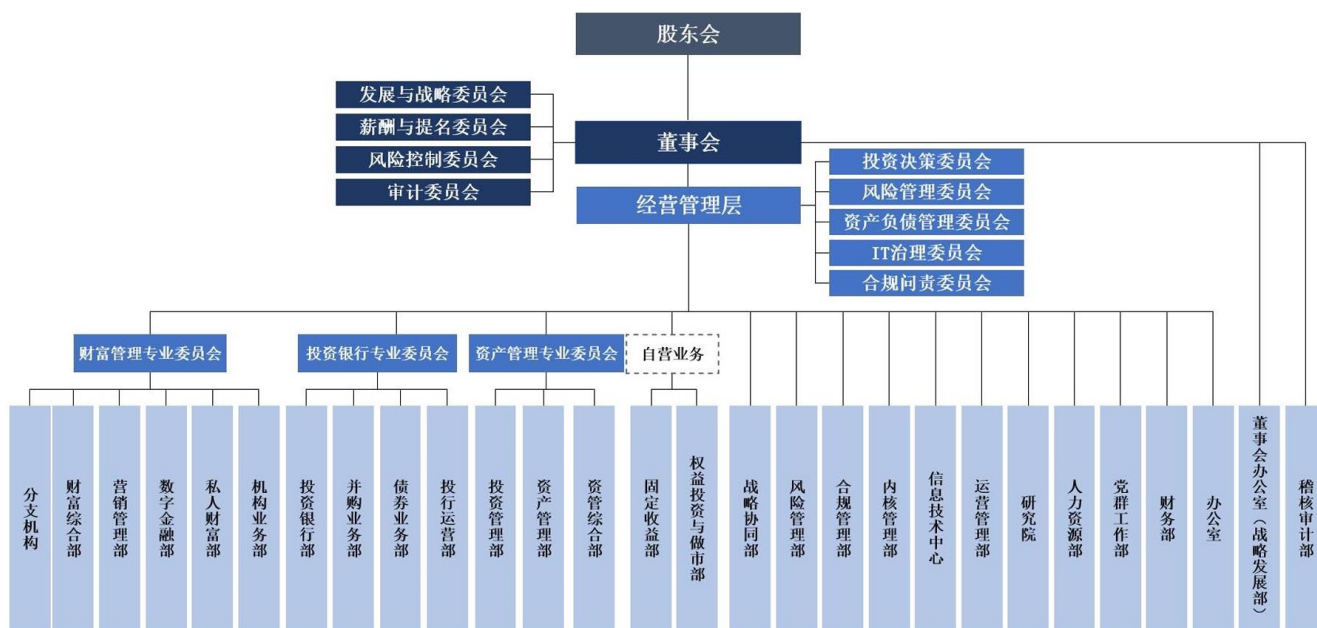 股东会
发展与战略委员会
薪酬与提名委员会
风险控制委员会
审计委员会
董事会
经营管理层
投资决策委员会
风险管理委员会
资产负债管理委员会
IT治理委员会
合规问责委员会
财富管理专业委员会
投资银行专业委员会
资产管理专业委员会
自营业务
分支机构
财富综合部
营销管理部
数字金融部
私人财富部
机构业务部
投资银行部
并购业务部
债券业务部
投行运营部
投资管理部
资产管理部
资管综合部
固定收益部
权益投资与做市部
战略协同部
风险管理部
合规管理部
内核管理部
信息技术中心
运营管理部
研究院
人力资源部
党群工作部
财务部
办公室
董事会办公室（战略发展部）
稽核审计部